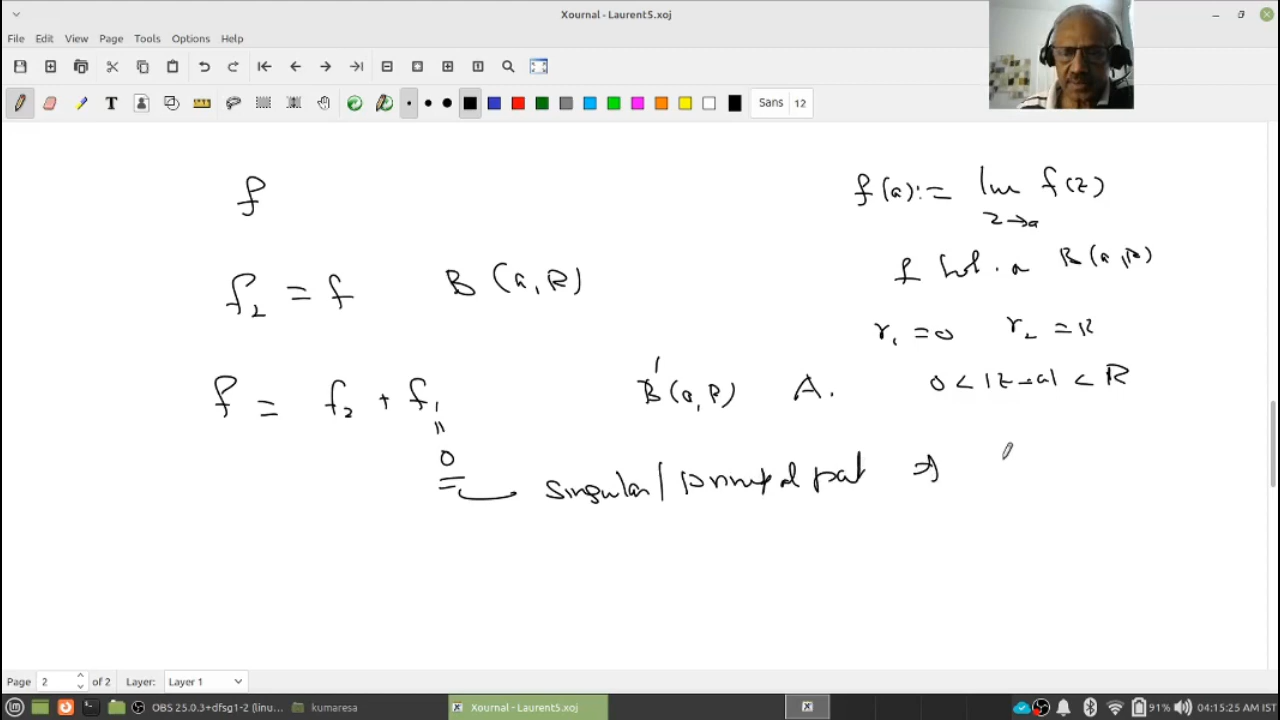 Xournal - Laurent5.xoj
File Edit View Page Tools Options Help
Sans 12
f
f(a) := lim f(z)
z→a
f hol. on B(a,R)
f₂ = f B(a,R)
r₁ = 0 r₂ = R
f = f₂ + f₁ B'(a,R) A. 0 < |z-a| < R
"
0
singular/principal part ⇒
Page 2 of 2 Layer: Layer 1
OBS 25.0.3+dfsg1-2 (linu... kumaresa Xournal - Laurent5.xoj 91% 04:15:25 AM IST